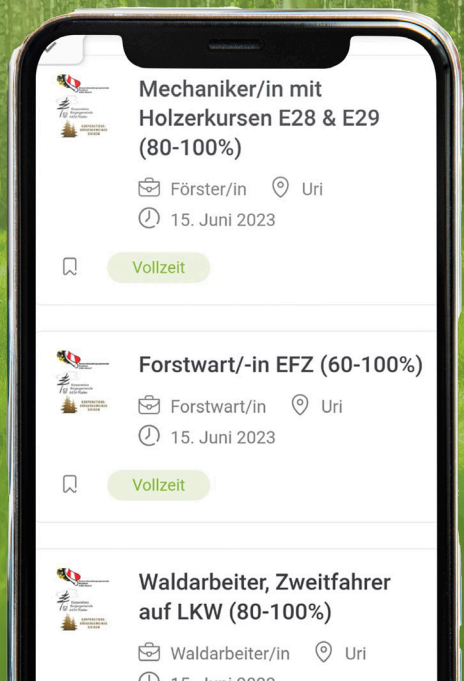 Mechaniker/in mit
Holzerkursen E28 & E29
(80-100%)
Förster/in Uri
15. Juni 2023
Vollzeit
Forstwart/-in EFZ (60-100%)
Forstwart/in Uri
15. Juni 2023
Vollzeit
Waldarbeiter, Zweitfahrer
auf LKW (80-100%)
Waldarbeiter/in Uri